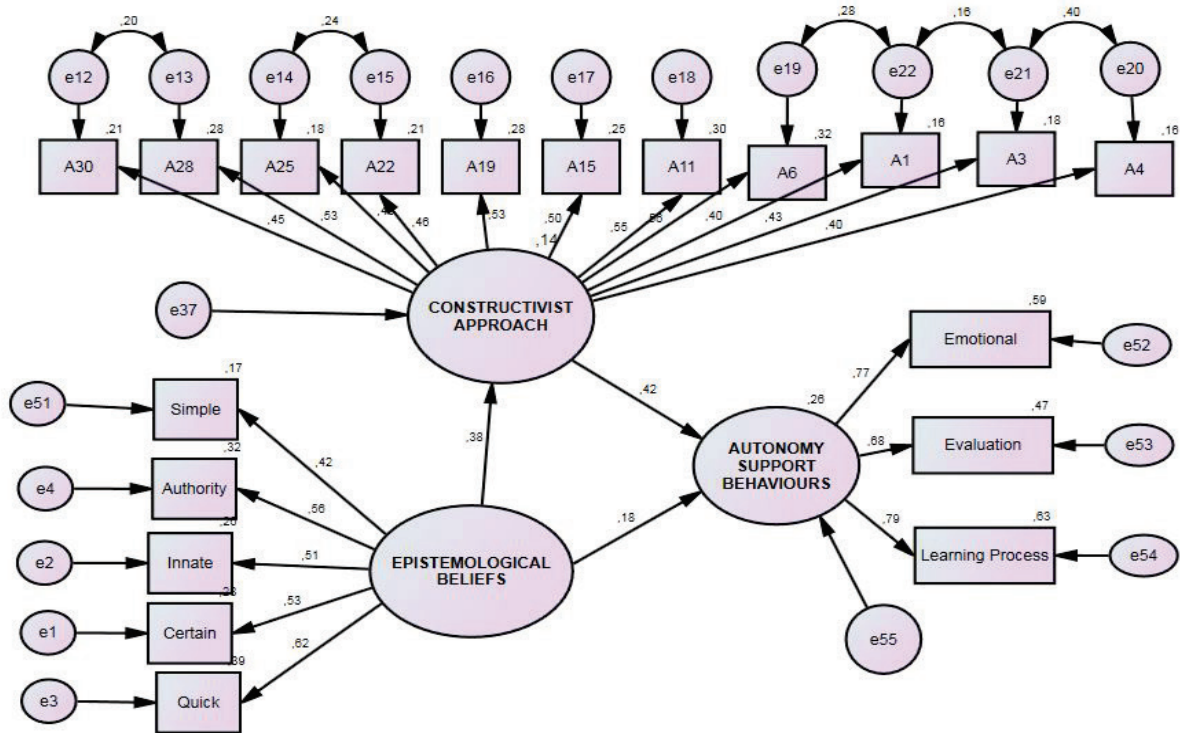 ,20
,24
,28
,16
,40
e12
e13
e14
e15
e16
e17
e18
e19
e22
e21
e20
,21
,28
,18
,21
,28
,25
,30
,32
,16
,18
,16
A30
A28
A25
A22
A19
A15
A11
A6
A1
A3
A4
,45
,53
,46
,53
,50
,55
,40
,43
,40
,14
CONSTRUCTIVIST
APPROACH
e37
,59
Emotional
e52
,77
,42
,17
e51
Simple
,38
,26
AUTONOMY
SUPPORT
BEHAVIOURS
,68
,47
Evaluation
e53
,32
e4
Authority
,42
,56
,18
,79
,63
Learning Process
e54
e2
Innate
,51
EPISTEMOLOGICAL
BELIEFS
e1
Certain
,53
,62
e55
,39
e3
Quick